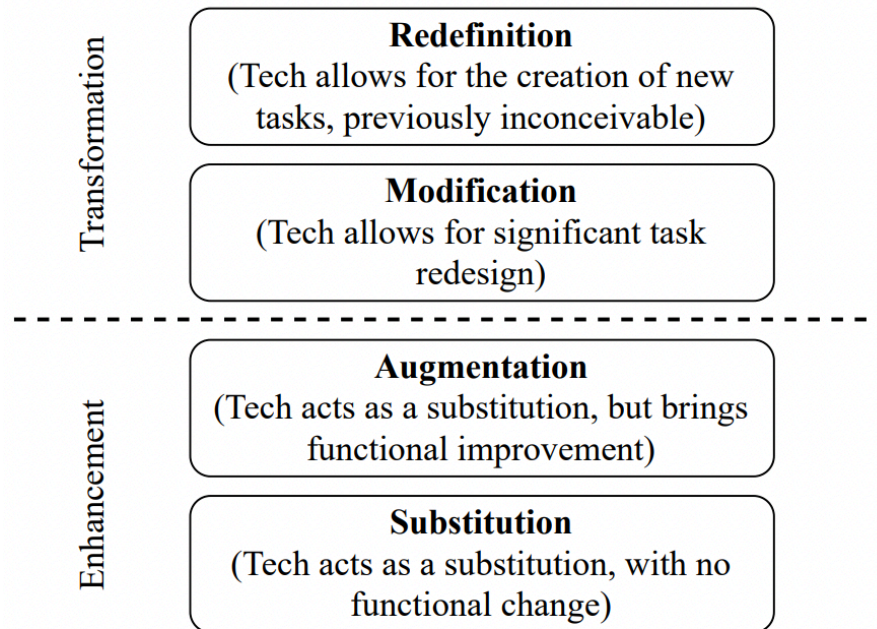 Transformation
Redefinition
(Tech allows for the creation of new
tasks, previously inconceivable)
Modification
(Tech allows for significant task
redesign)
Enhancement
Augmentation
(Tech acts as a substitution, but brings
functional improvement)
Substitution
(Tech acts as a substitution, with no
functional change)